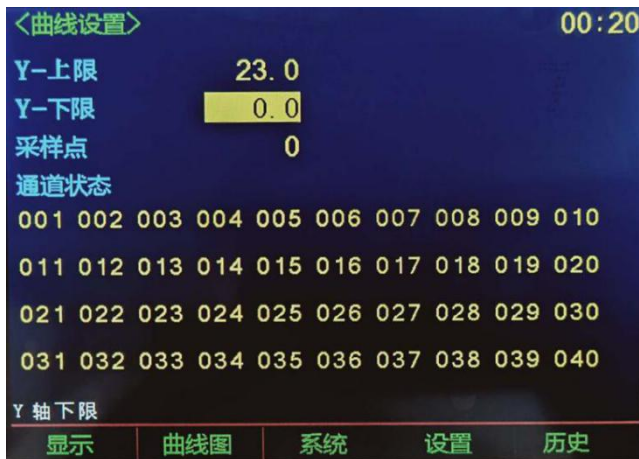 <曲线设置> 00:20
Y-上限 23.0
Y-下限 0.0
采样点 0
通道状态
001 002 003 004 005 006 007 008 009 010
011 012 013 014 015 016 017 018 019 020
021 022 023 024 025 026 027 028 029 030
031 032 033 034 035 036 037 038 039 040
Y 轴下限
显示 曲线图 系统 设置 历史